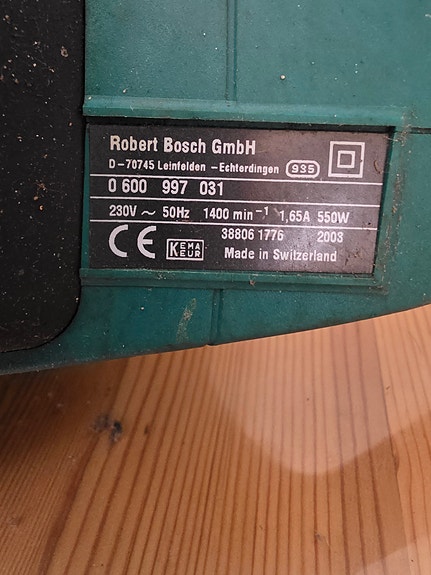 Robert Bosch GmbH
D-70745 Leinfelden -Echterdingen 935
0 600 997 031
230V ~ 50Hz 1400 min⁻¹ 1,65A 550W
38806 1776 2003
CE KEMA KEUR Made in Switzerland